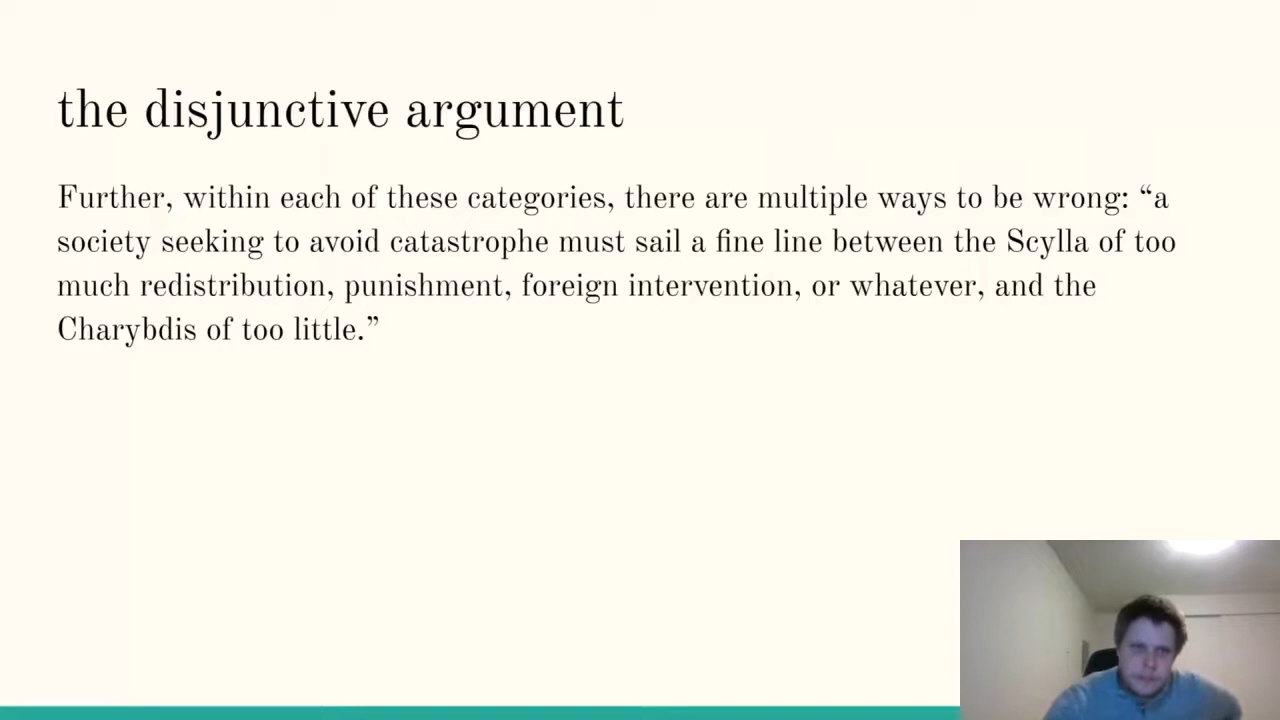 the disjunctive argument
Further, within each of these categories, there are multiple ways to be wrong: “a
society seeking to avoid catastrophe must sail a fine line between the Scylla of too
much redistribution, punishment, foreign intervention, or whatever, and the
Charybdis of too little.”